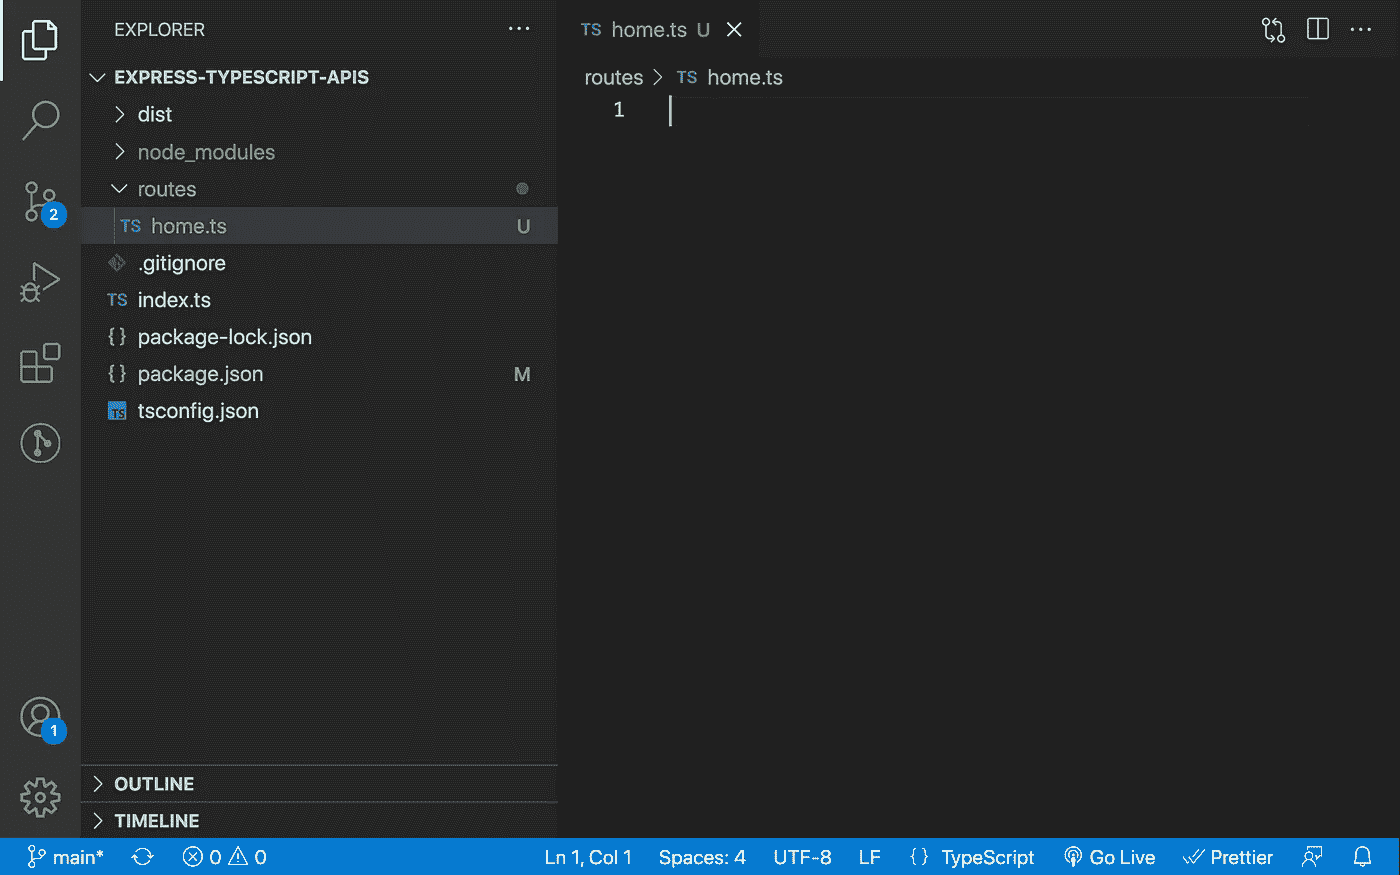 EXPLORER
EXPRESS-TYPESCRIPT-APIS
dist
node_modules
routes
TS home.ts U
.gitignore
TS index.ts
{} package-lock.json
{} package.json M
TS tsconfig.json
OUTLINE
TIMELINE
TS home.ts U
routes > TS home.ts
1
2
1
main* 0 0 Ln 1, Col 1 Spaces: 4 UTF-8 LF {} TypeScript Go Live Prettier